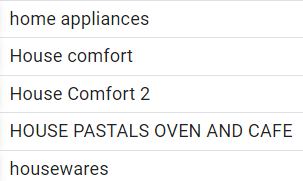 home appliances
House comfort
House Comfort 2
HOUSE PASTALS OVEN AND CAFE
housewares